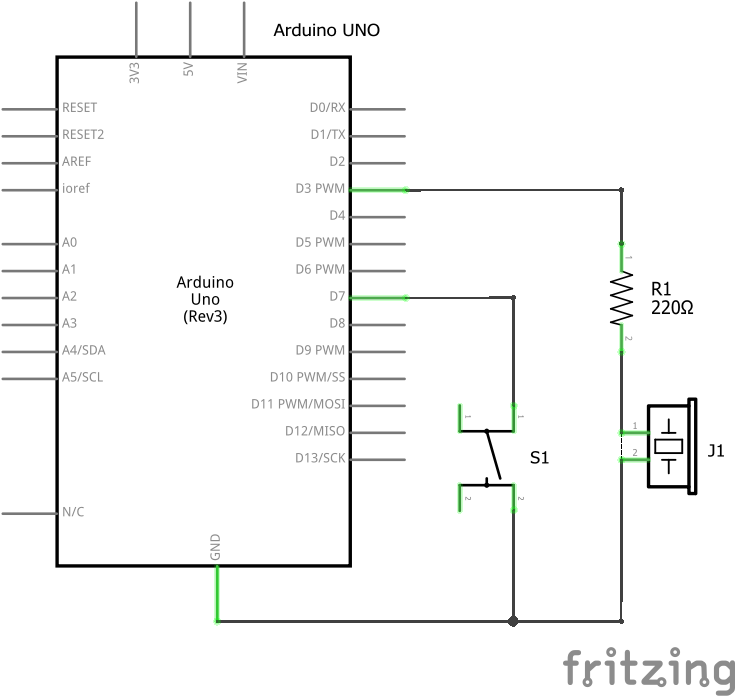 Arduino UNO
3V3
5V
VIN
RESET
RESET2
AREF
ioref
A0
A1
A2
A3
A4/SDA
A5/SCL
N/C
Arduino
Uno
(Rev3)
D0/RX
D1/TX
D2
D3 PWM
D4
D5 PWM
D6 PWM
D7
D8
D9 PWM
D10 PWM/SS
D11 PWM/MOSI
D12/MISO
D13/SCK
GND
1
R1
220Ω
2
1
1
S1
2
2
1
2
J1
fritzing